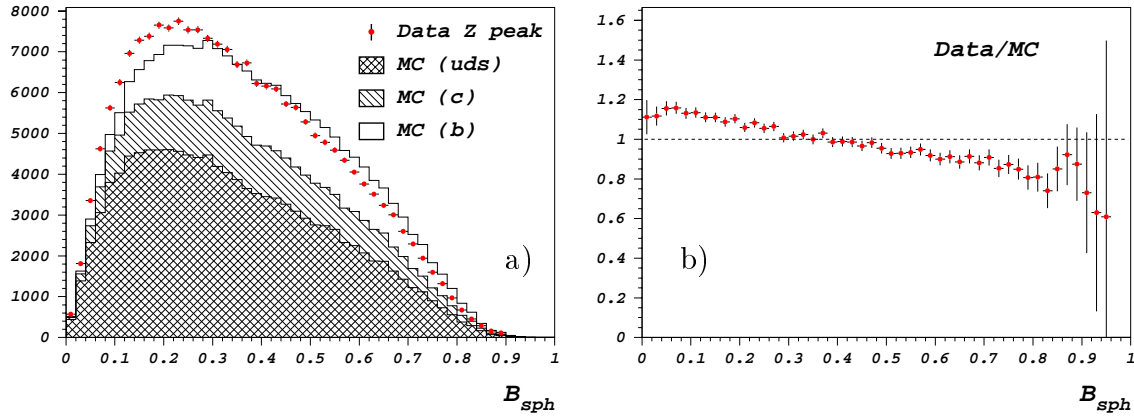 8000
7000
6000
5000
4000
3000
2000
1000
0
0 0.1 0.2 0.3 0.4 0.5 0.6 0.7 0.8 0.9 1
B_sph
Data Z peak
MC (uds)
MC (c)
MC (b)
a)
1.6
1.4
1.2
1
0.8
0.6
0.4
0.2
0
0 0.1 0.2 0.3 0.4 0.5 0.6 0.7 0.8 0.9 1
B_sph
Data/MC
b)